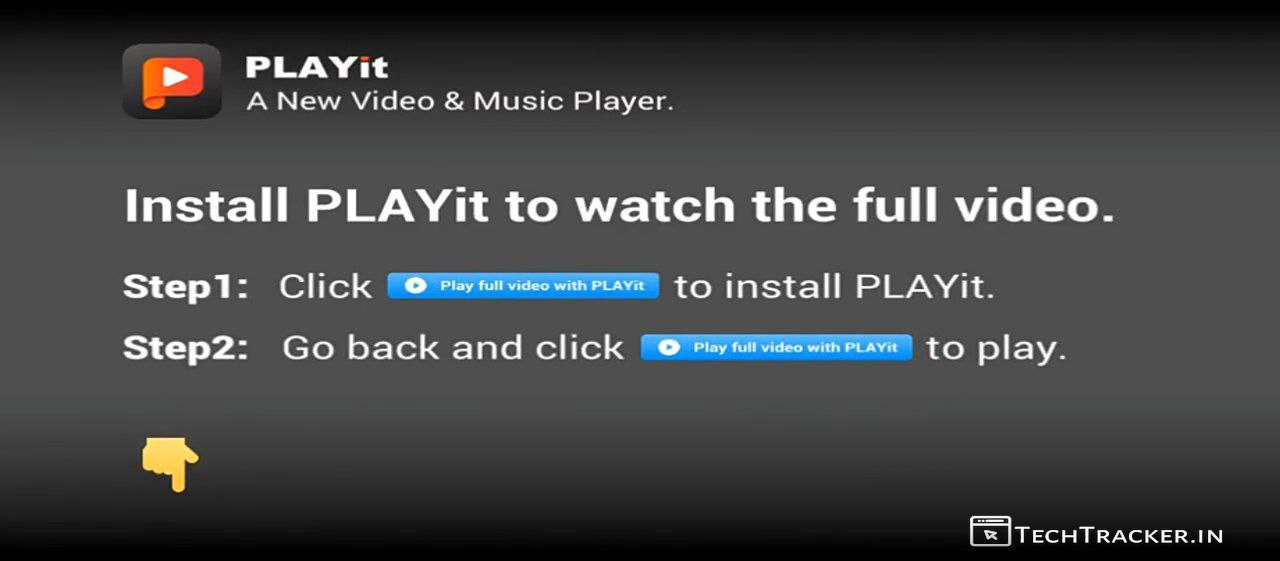 PLAYit
A New Video & Music Player.
Install PLAYit to watch the full video.
Step1: Click Play full video with PLAYit to install PLAYit.
Step2: Go back and click Play full video with PLAYit to play.
TECHTRACKER.IN